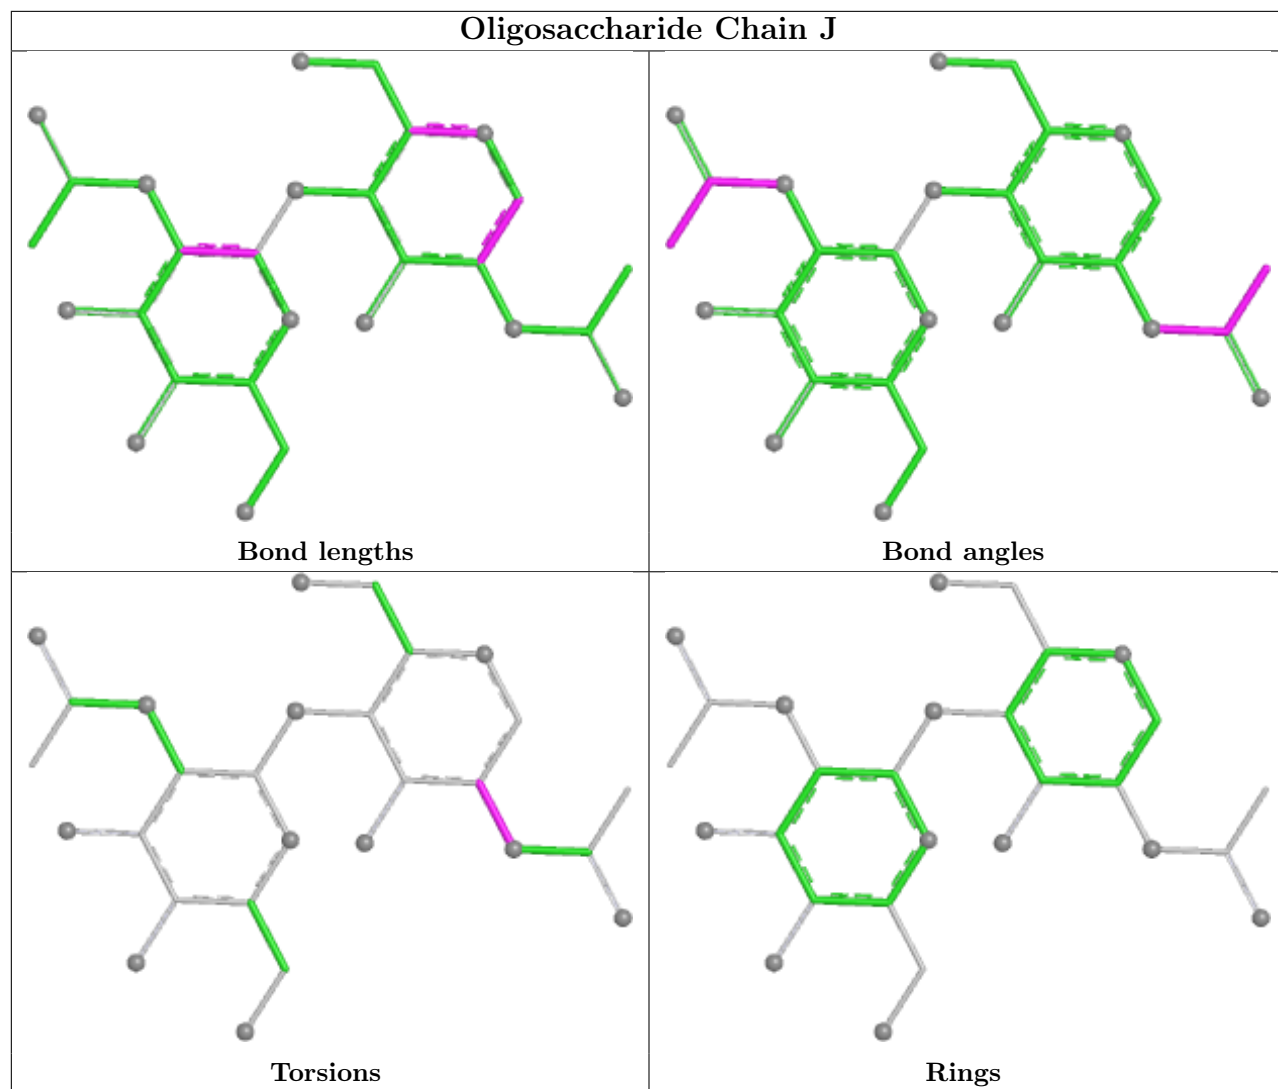 Oligosaccharide Chain J
Bond lengths
Bond angles
Torsions
Rings